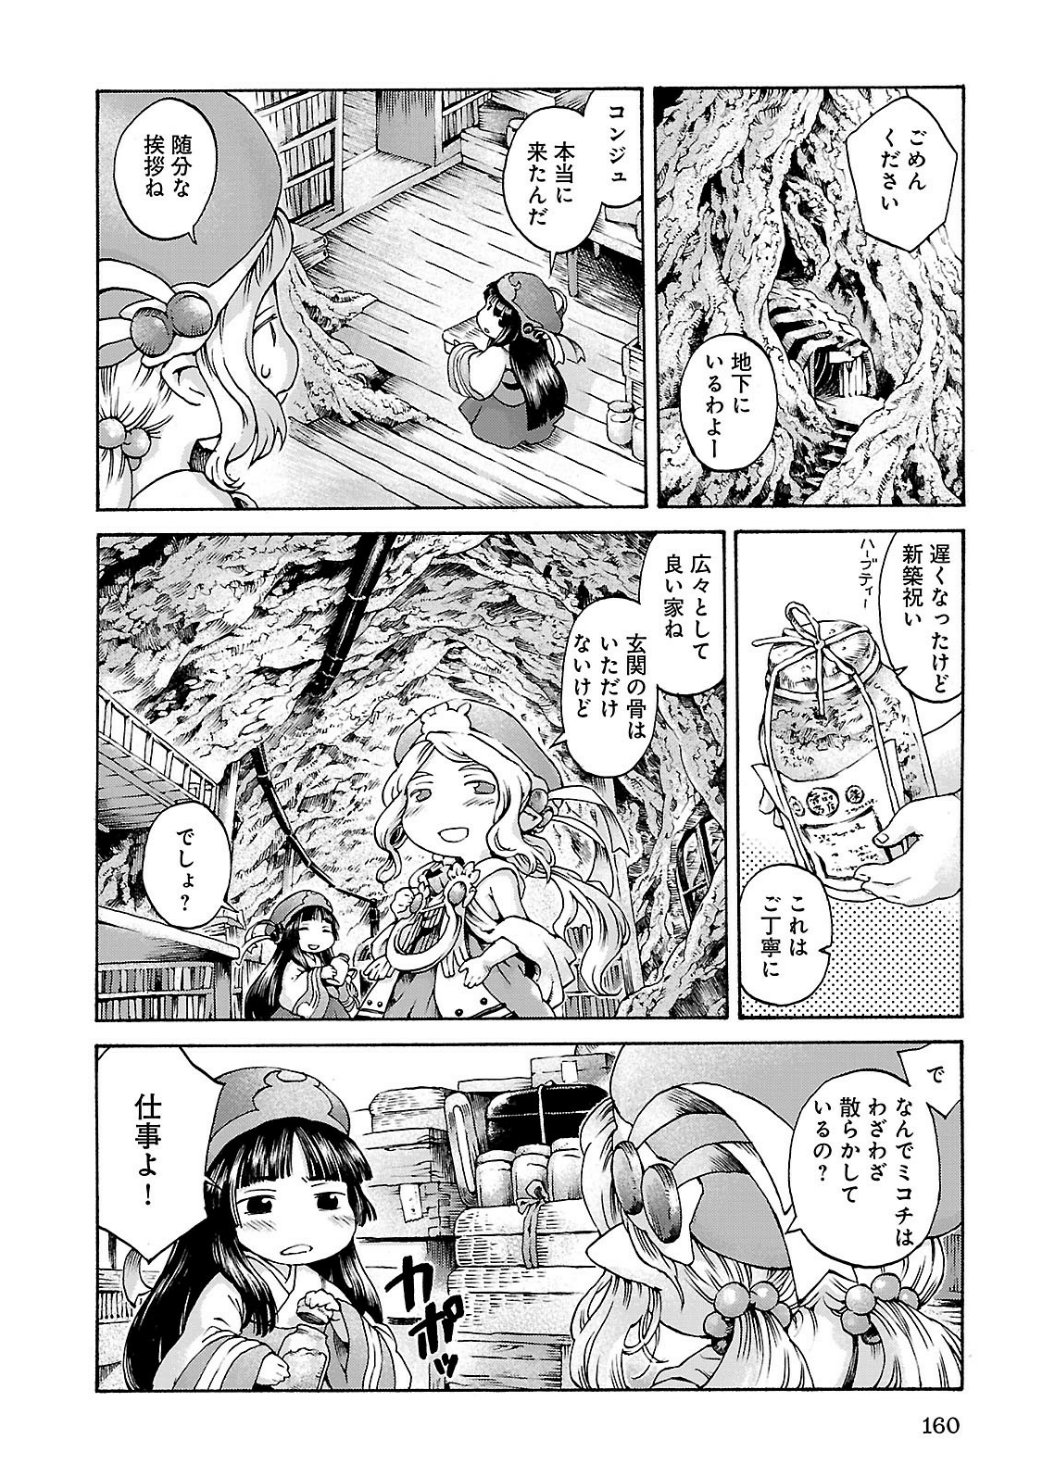 ごめん
ください
地下に
いるわよー
コンジュ
本当に
来たんだ
随分な
挨拶ね
遅くなったけど
新築祝い
ハーブティー
これは
ご丁寧に
広々として
良い家ね
玄関の骨は
いただけ
ないけど
でしょ?
で
なんでミコチは
わざわざ
散らかして
いるの?
カポッ
仕事よ!
160